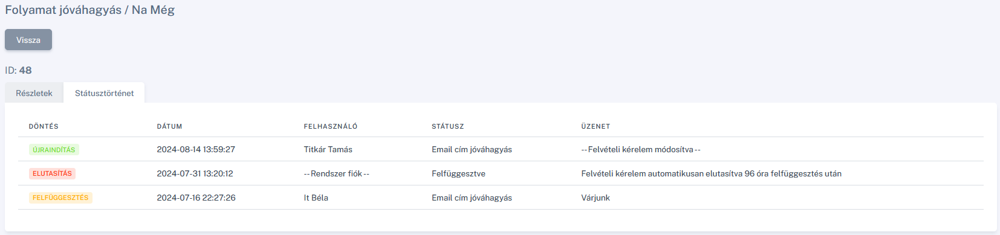 Folyamat jóváhagyás / Na Még
Vissza
ID: 48
Részletek Státusztörténet
DÖNTÉS DÁTUM FELHASZNÁLÓ STÁTUSZ ÜZENET
ÚJRAINDÍTÁS 2024-08-14 13:59:27 Titkár Tamás Email cím jóváhagyás -- Felvételi kérelem módosítva --
ELUTASÍTÁS 2024-07-31 13:20:12 -- Rendszer fiók -- Felfüggesztve Felvételi kérelem automatikusan elutasítva 96 óra felfüggesztés után
FELFÜGGESZTÉS 2024-07-16 22:27:26 It Béla Email cím jóváhagyás Várjunk